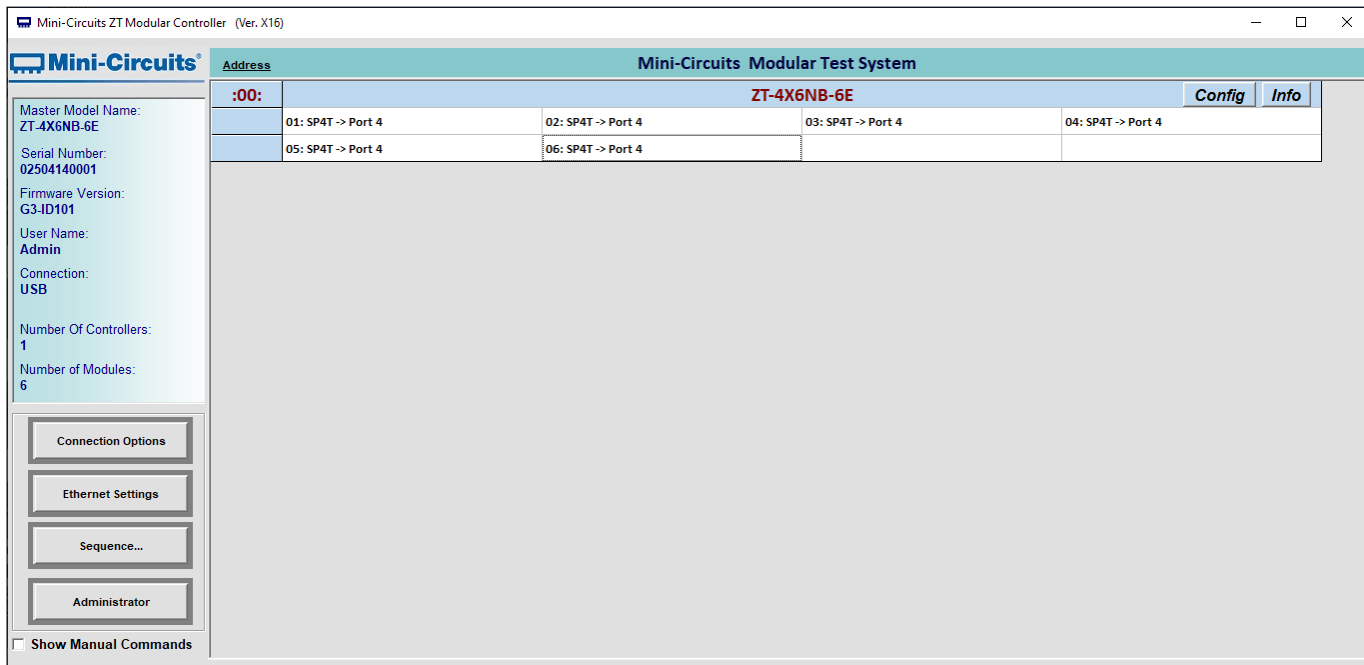 Mini-Circuits ZT Modular Controller (Ver. X16)
Mini-Circuits®
Address
Mini-Circuits Modular Test System
Master Model Name:
ZT-4X6NB-6E
Serial Number:
02504140001
Firmware Version:
G3-ID101
User Name:
Admin
Connection:
USB
Number Of Controllers:
1
Number of Modules:
6
:00:
ZT-4X6NB-6E
Config
Info
01: SP4T -> Port 4
02: SP4T -> Port 4
03: SP4T -> Port 4
04: SP4T -> Port 4
05: SP4T -> Port 4
06: SP4T -> Port 4
Connection Options
Ethernet Settings
Sequence...
Administrator
Show Manual Commands